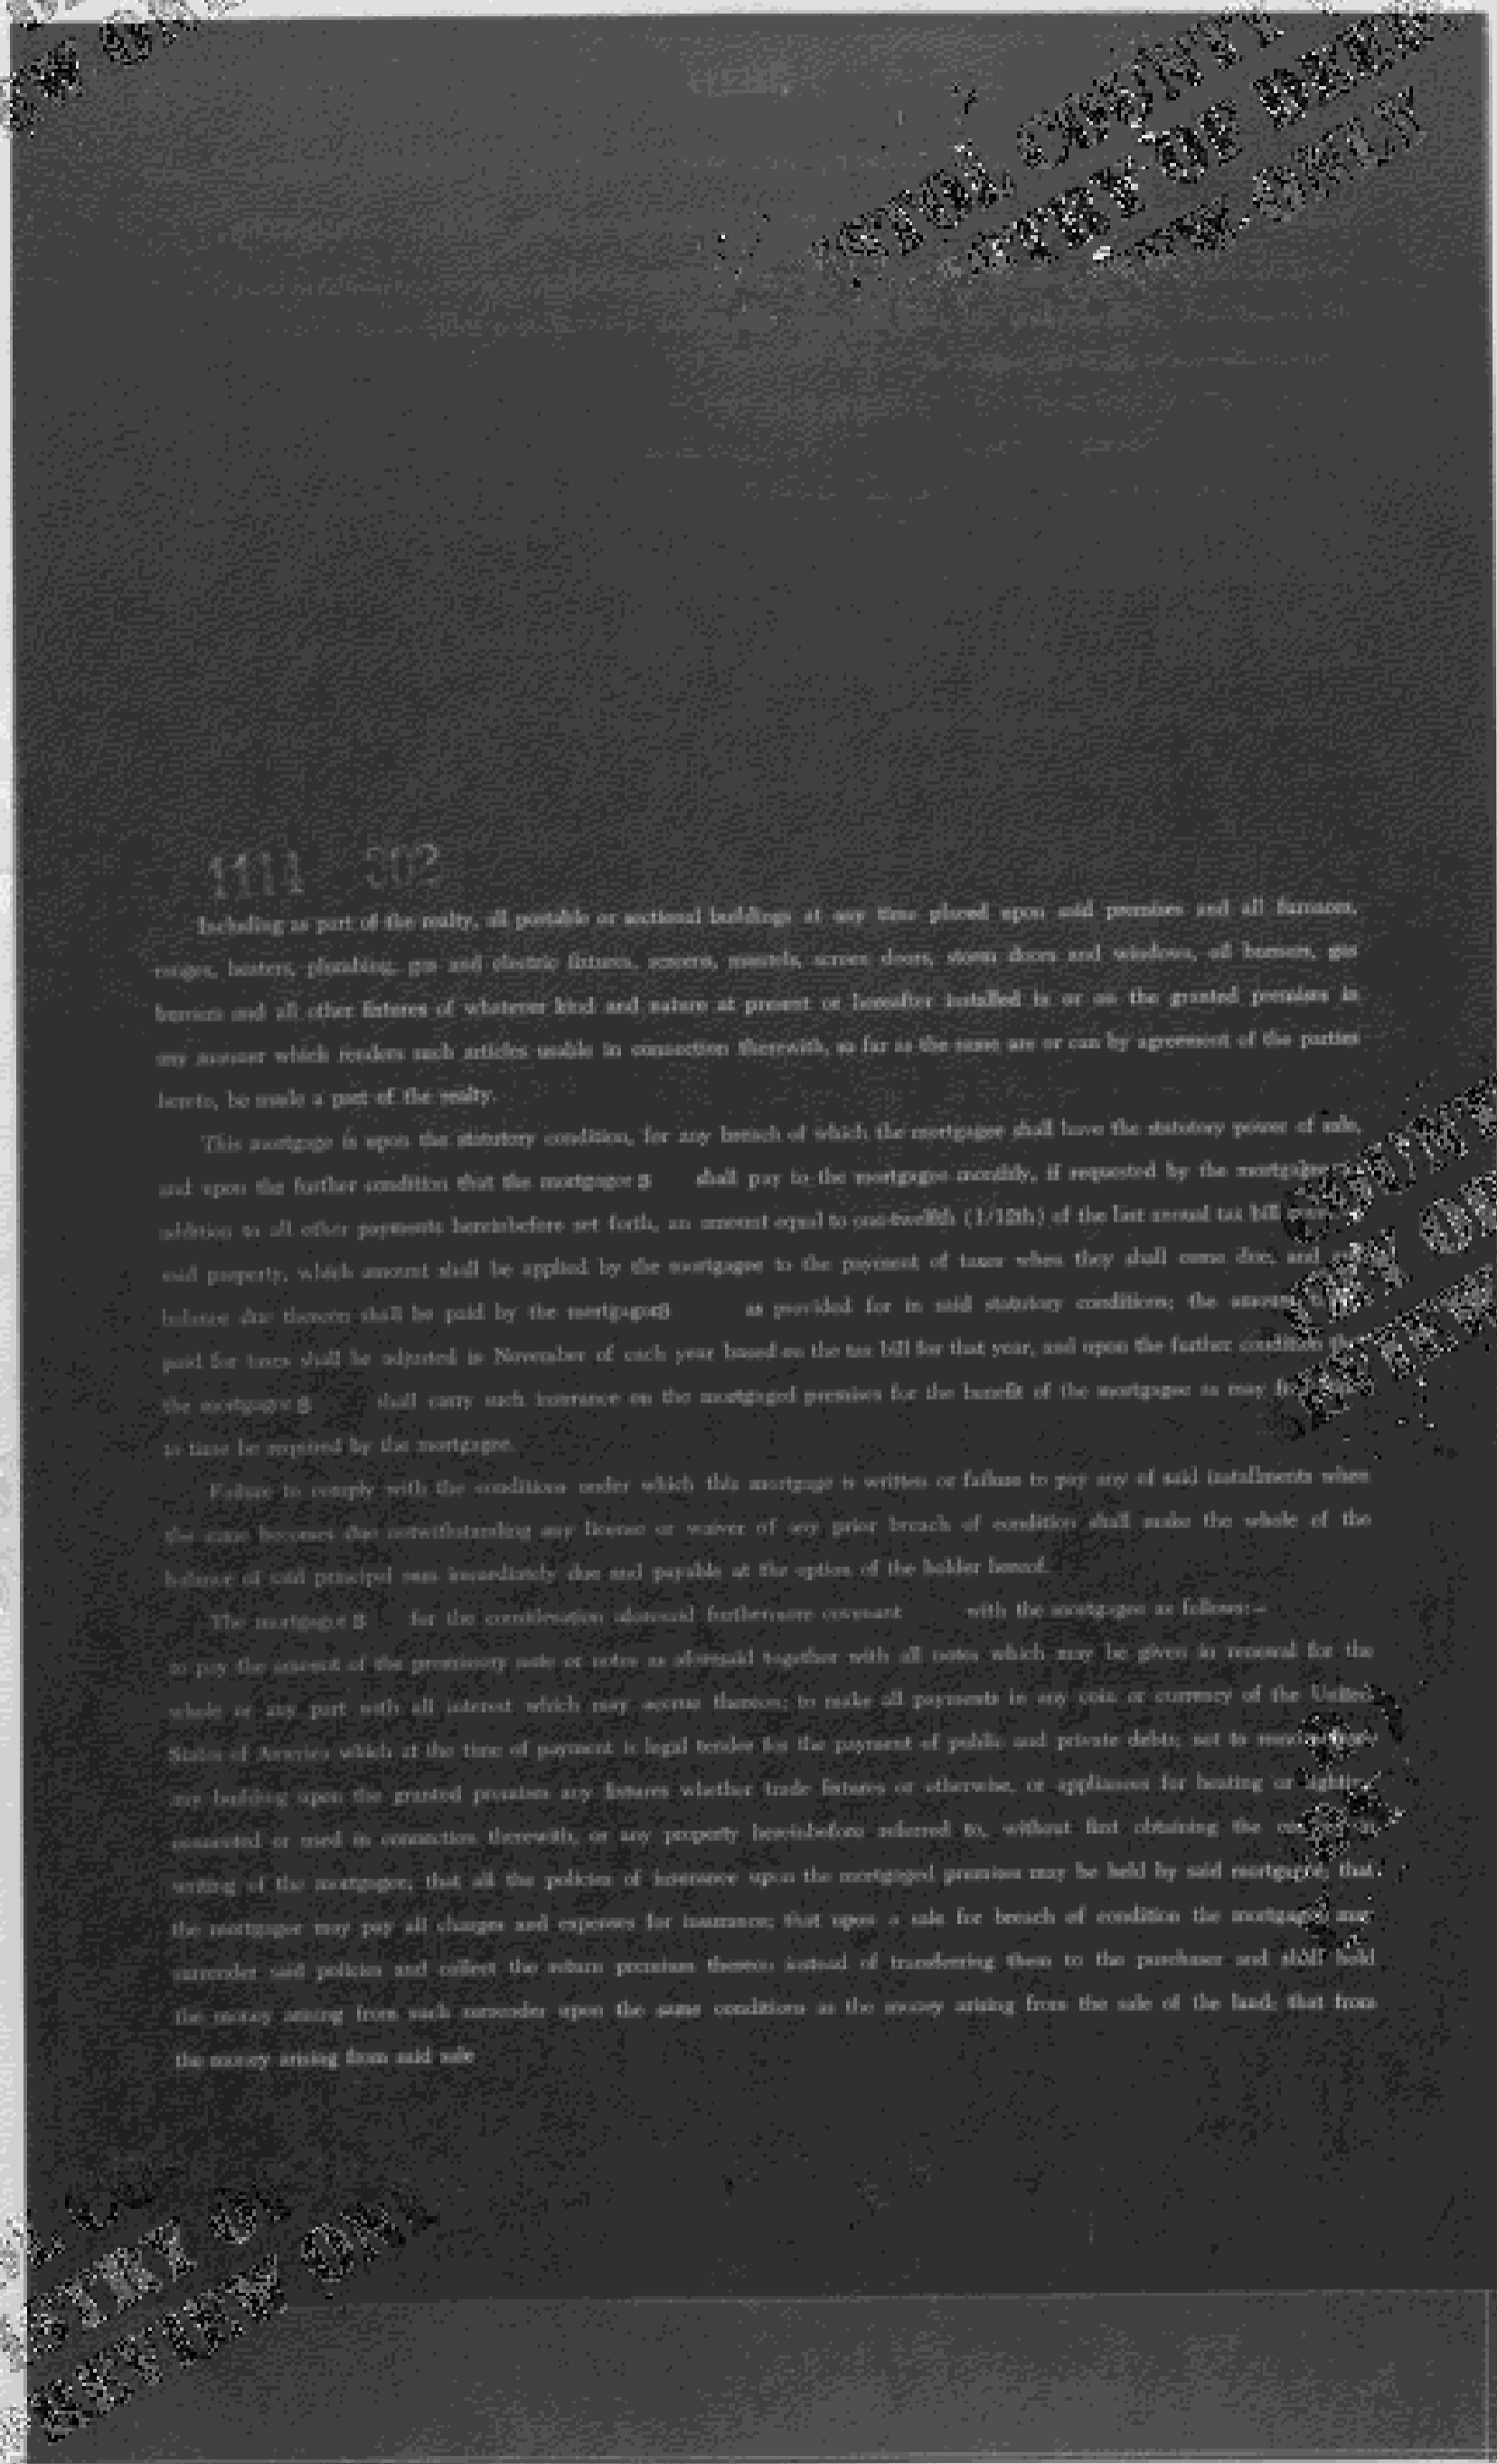 1114 302
Including as part of the realty, all portable or sectional buildings at any time placed upon said premises and all furnaces,
ranges, heaters, plumbing, gas and electric fixtures, screens, mantels, screen doors, storm doors and windows, oil burners, gas
burners and all other fixtures of whatever kind and nature at present or hereafter installed in or on the granted premises in
any manner which renders such articles usable in connection therewith, so far as the same are or can by agreement of the parties
hereto, be made a part of the realty.
This mortgage is upon the statutory condition, for any breach of which the mortgagee shall have the statutory power of sale,
and upon the further condition that the mortgagor s shall pay to the mortgagee monthly, if requested by the mortgagee
addition to all other payments hereinbefore set forth, an amount equal to one-twelfth (1/12th) of the last annual tax bill
said property, which amount shall be applied by the mortgagee to the payment of taxes when they shall come due, and
balance due thereon shall be paid by the mortgagors as provided for in said statutory conditions; the amount
paid for taxes shall be adjusted in November of each year based on the tax bill for that year, and upon the further condition that
the mortgagor s shall carry such insurance on the mortgaged premises for the benefit of the mortgagee as may
to time be required by the mortgagee.
Failure to comply with the conditions under which this mortgage is written or failure to pay any of said installments when
the same becomes due notwithstanding any license or waiver of any prior breach of condition shall make the whole of the
balance of said principal sum immediately due and payable at the option of the holder hereof.
The mortgagor s for the consideration aforesaid furthermore covenant with the mortgagee as follows:—
to pay the amount of the promissory note or notes as aforesaid together with all notes which may be given in renewal for the
whole or any part with all interest which may accrue thereon; to make all payments in any coin or currency of the United
States of America which at the time of payment is legal tender for the payment of public and private debts; not to remove from
any building upon the granted premises any fixtures whether trade fixtures or otherwise, or appliances for heating or lighting
connected or used in connection therewith, or any property hereinbefore referred to, without first obtaining the consent in
writing of the mortgagee, that all the policies of insurance upon the mortgaged premises may be held by said mortgagee; that
the mortgagee may pay all charges and expenses for insurance; that upon a sale for breach of condition the mortgagee may
surrender said policies and collect the return premium thereon instead of transferring them to the purchaser and shall hold
the money arising from such surrender upon the same conditions as the money arising from the sale of the land; that from
the money arising from said sale